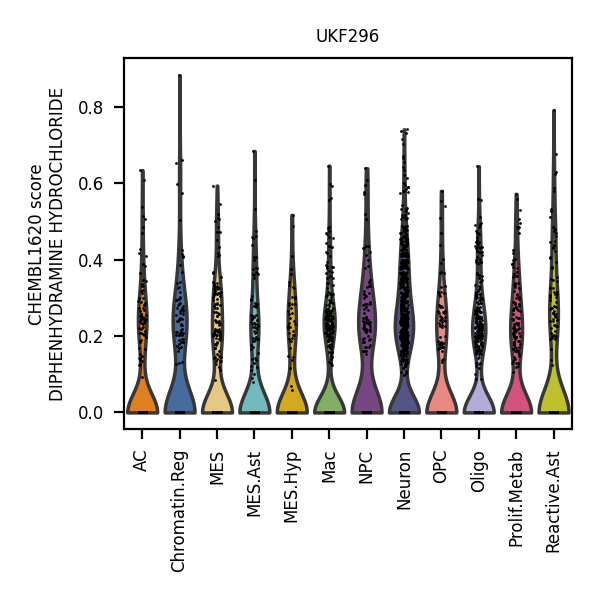 UKF296
CHEMBL1620 score
DIPHENHYDRAMINE HYDROCHLORIDE
0.8
0.6
0.4
0.2
0.0
AC
Chromatin.Reg
MES
MES.Ast
MES.Hyp
Mac
NPC
Neuron
OPC
Oligo
Prolif.Metab
Reactive.Ast